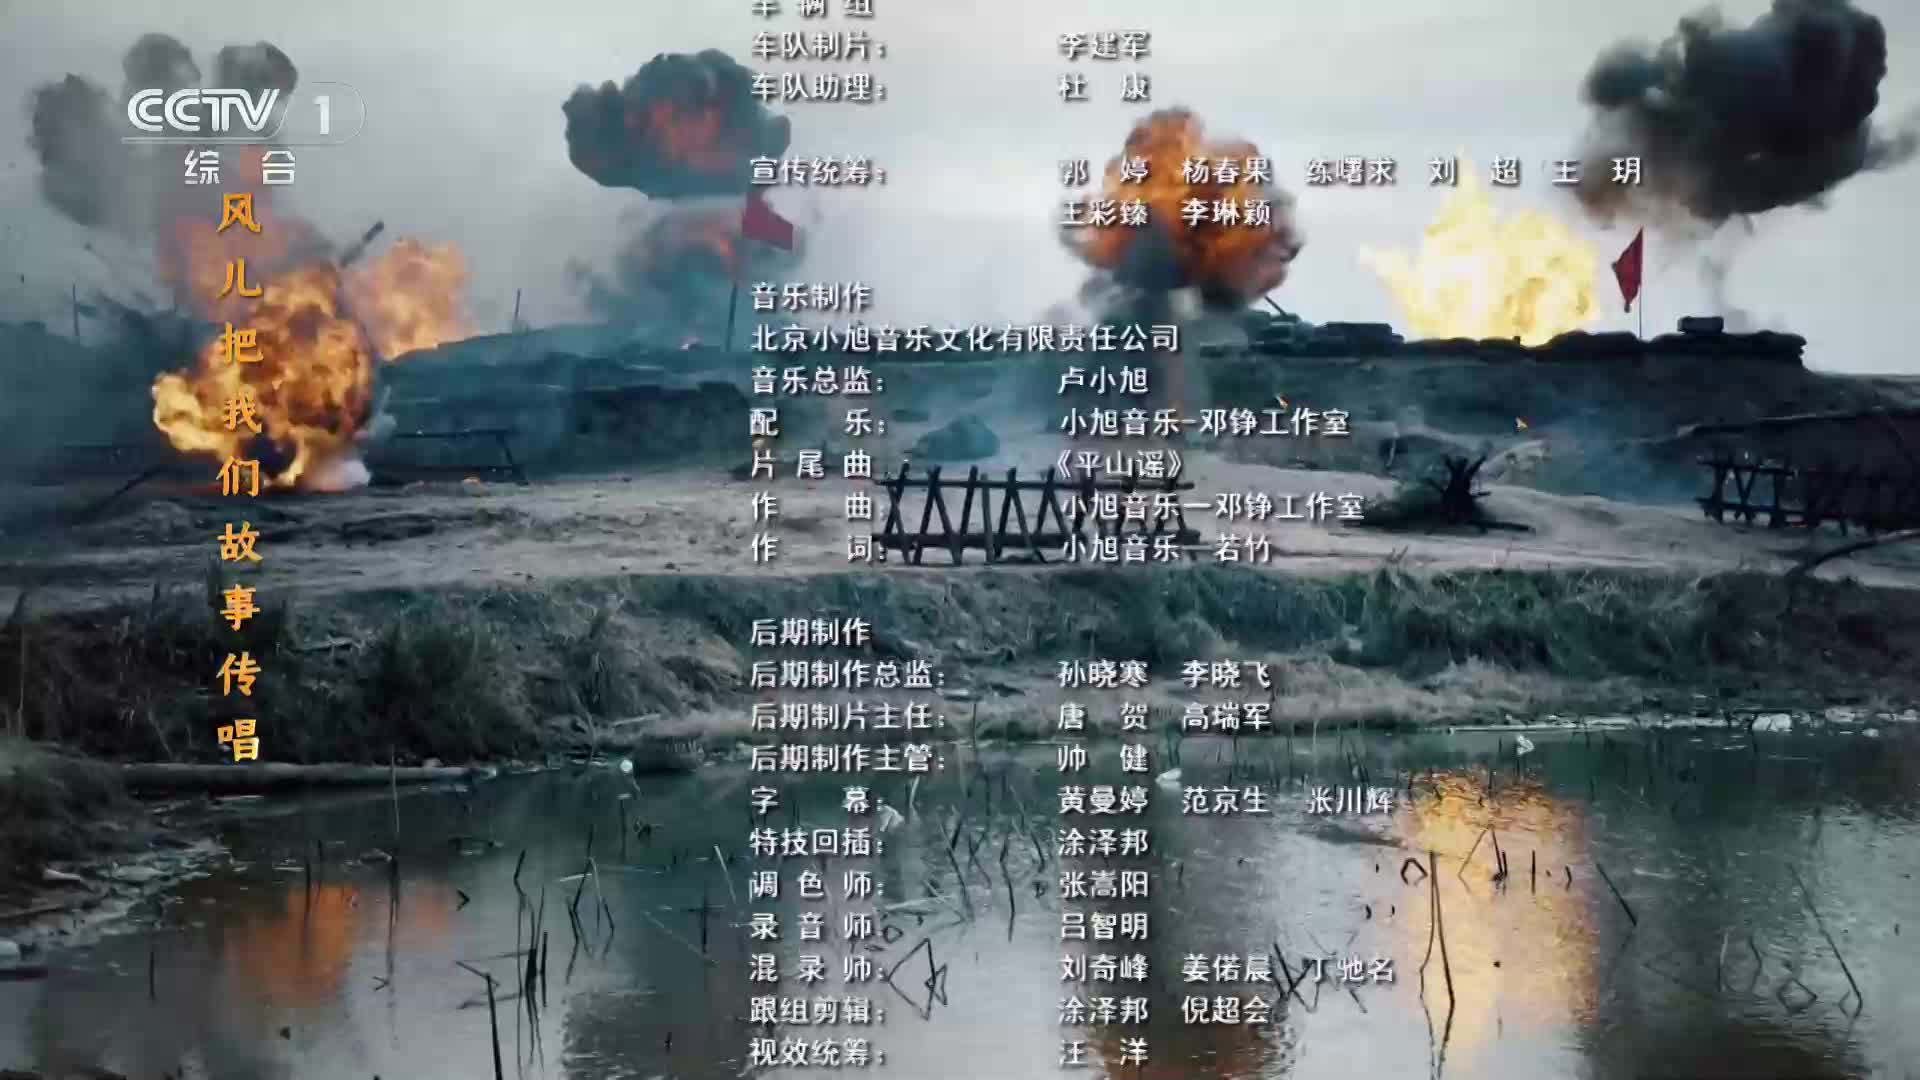 车辆组
车队制片： 李建军
车队助理： 杜 康
CCTV 1
综合
宣传统筹： 郭 婷 杨春果 练曙求 刘 超 王 玥
王彩臻 李琳颖
音乐制作
北京小旭音乐文化有限责任公司
音乐总监： 卢小旭
配 乐： 小旭音乐-邓铮工作室
片尾曲 《平山谣》
作 曲： 小旭音乐一邓铮工作室
作 词： 小旭音乐 若竹
后期制作
后期制作总监： 孙晓寒 李晓飞
后期制片主任： 唐 贺 高瑞军
后期制作主管： 帅 健
字 幕： 黄曼婷 范京生 张川辉
特技回插： 涂泽邦
调色师： 张嵩阳
录音师： 吕智明
混录师： 刘奇峰 姜偌晨 丁驰名
跟组剪辑： 涂泽邦 倪超会
视效统筹： 汪 洋
风儿把我们故事传唱